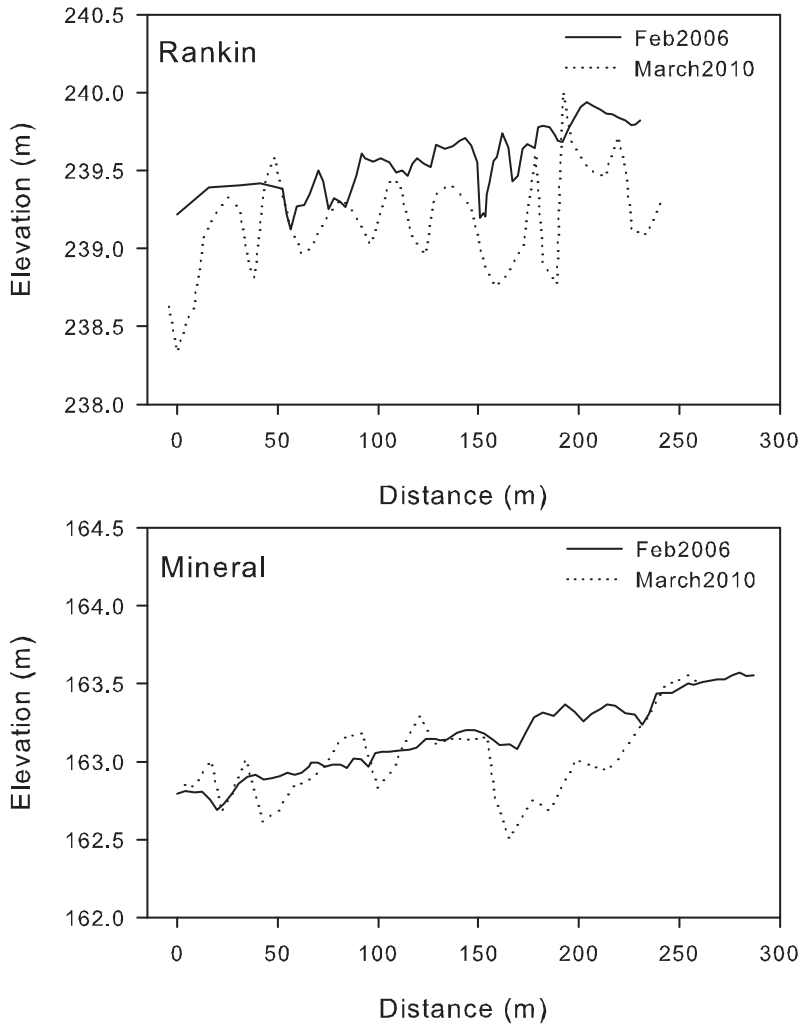 240.5
Rankin
Feb2006
March2010
240.0
239.5
239.0
238.5
238.0
Elevation (m)
0 50 100 150 200 250 300
Distance (m)
164.5
Mineral
Feb2006
March2010
164.0
163.5
163.0
162.5
162.0
Elevation (m)
0 50 100 150 200 250 300
Distance (m)